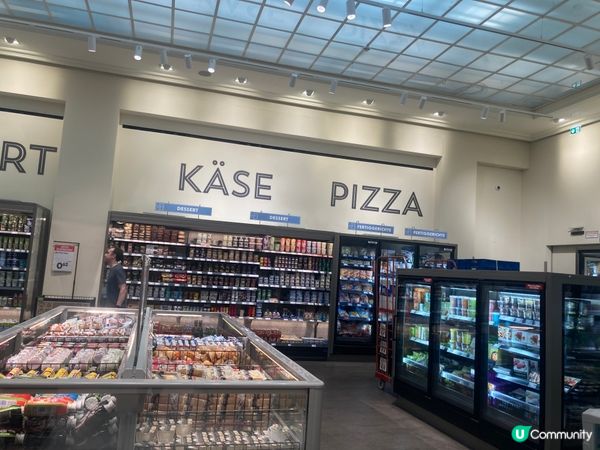 RT
KÄSE
PIZZA
DESSERT
DESSERT
FERTIGGERICHTE
FERTIGGERICHTE
U Community